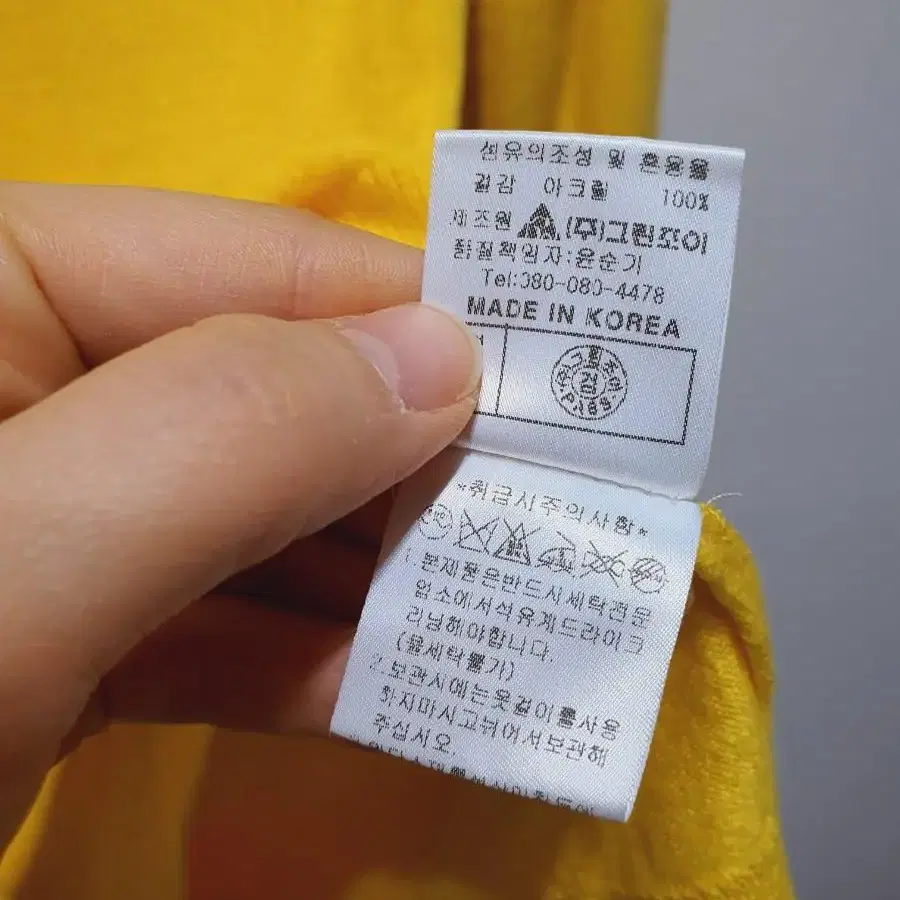 섬유의조성 및 혼용률
겉감 아크릴 100%
제조원 (주)그린조이
품질책임자:윤순기
Tel:080-080-4478
MADE IN KOREA
검
*취급시주의사항*
1.본제품은반드시세탁전문
업소에서석유계드라이크
리닝해야합니다.
(물세탁불가)
2.보관시에는옷걸이를사용
하지마시고뉘어서보관해
주십시오.